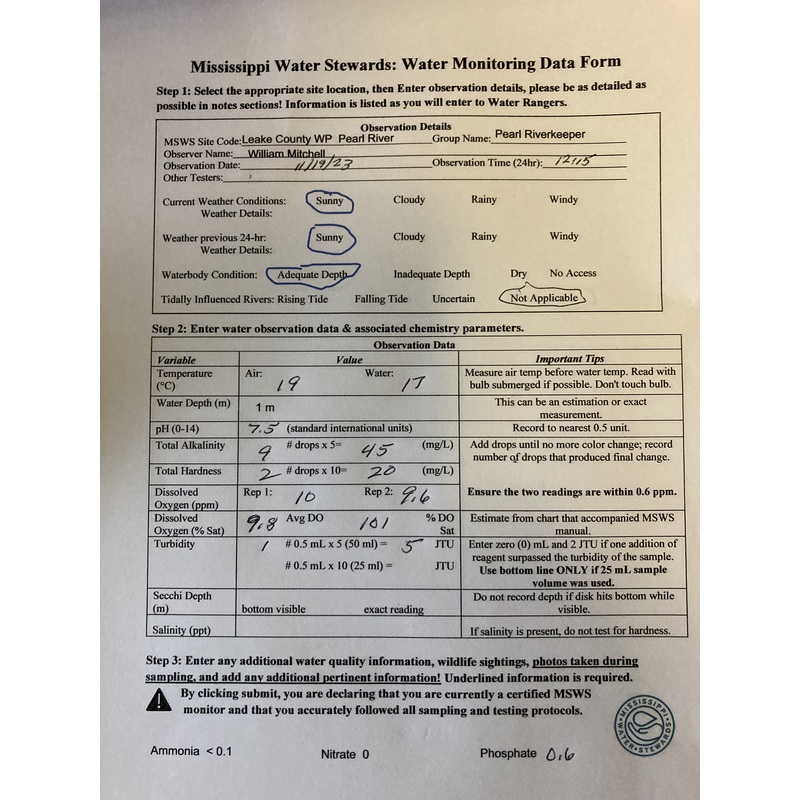 Mississippi Water Stewards: Water Monitoring Data Form
Step 1: Select the appropriate site location, then Enter observation details, please be as detailed as
possible in notes sections! Information is listed as you will enter to Water Rangers.
Observation Details
MSWS Site Code: Leake County WP Pearl River Group Name: Pearl Riverkeeper
Observer Name: William Mitchell
Observation Date: 11/19/23 Observation Time (24hr): 12:15
Other Testers:
Current Weather Conditions: Sunny Cloudy Rainy Windy
Weather Details:
Weather previous 24-hr: Sunny Cloudy Rainy Windy
Weather Details:
Waterbody Condition: Adequate Depth Inadequate Depth Dry No Access
Tidally Influenced Rivers: Rising Tide Falling Tide Uncertain Not Applicable
Step 2: Enter water observation data & associated chemistry parameters.
Observation Data
Variable Value Important Tips
Temperature Air: 19 Water: 17 Measure air temp before water temp. Read with
(°C) bulb submerged if possible. Don't touch bulb.
Water Depth (m) 1 m This can be an estimation or exact
measurement.
pH (0-14) 7.5 (standard international units) Record to nearest 0.5 unit.
Total Alkalinity 9 # drops x 5= 45 (mg/L) Add drops until no more color change; record
number of drops that produced final change.
Total Hardness 2 # drops x 10= 20 (mg/L)
Dissolved Rep 1: 10 Rep 2: 9.6 Ensure the two readings are within 0.6 ppm.
Oxygen (ppm)
Dissolved 9.8 Avg DO 101 % DO Estimate from chart that accompanied MSWS
Oxygen (% Sat) Sat manual.
Turbidity 1 # 0.5 mL x 5 (50 ml) = 5 JTU Enter zero (0) mL and 2 JTU if one addition of
reagent surpassed the turbidity of the sample.
# 0.5 mL x 10 (25 ml) = JTU Use bottom line ONLY if 25 mL sample
volume was used.
Secchi Depth Do not record depth if disk hits bottom while
(m) bottom visible exact reading visible.
Salinity (ppt) If salinity is present, do not test for hardness.
Step 3: Enter any additional water quality information, wildlife sightings, photos taken during
sampling, and add any additional pertinent information! Underlined information is required.
By clicking submit, you are declaring that you are currently a certified MSWS
monitor and that you accurately followed all sampling and testing protocols.
MISSISSIPPI
WATER STEWARDS
Ammonia <0.1 Nitrate 0 Phosphate 0.6